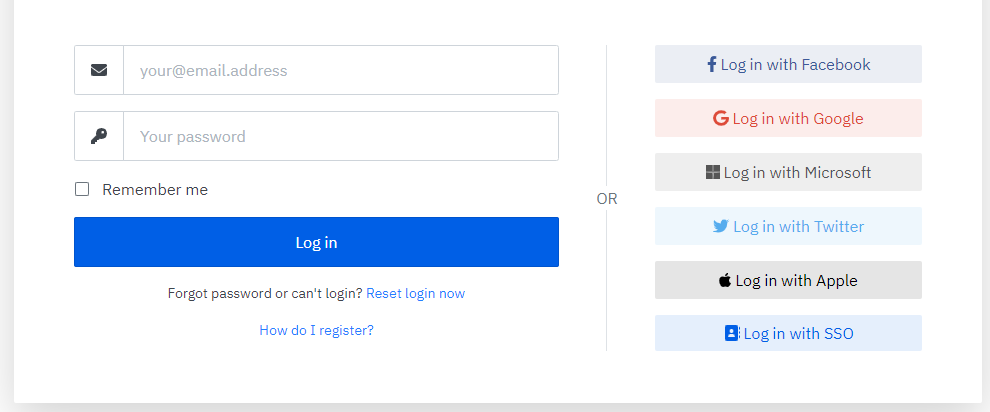 your@email.address
Your password
Remember me
Log in
Forgot password or can't login? Reset login now
How do I register?
OR
Log in with Facebook
Log in with Google
Log in with Microsoft
Log in with Twitter
Log in with Apple
Log in with SSO